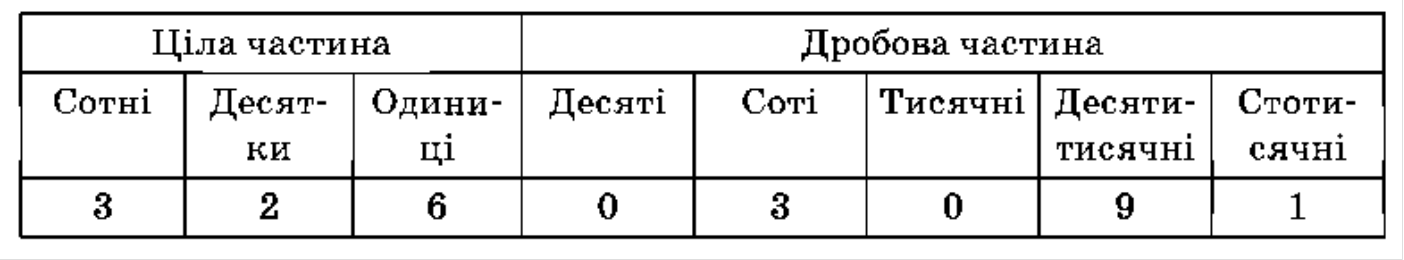 Ціла частина Дробова частина
Сотні Десят- Одини- Десяті Соті Тисячні Десяти- Стоти-
ки ці тисячні сячні
3 2 6 0 3 0 9 1